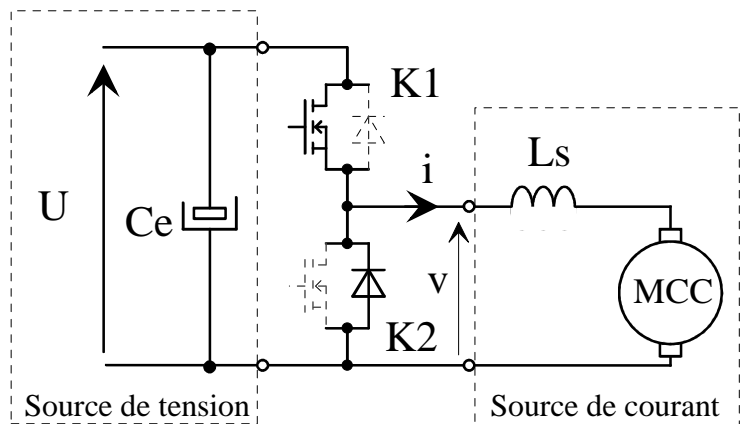 K1
Ls
i
U
Ce
v
MCC
K2
Source de tension
Source de courant